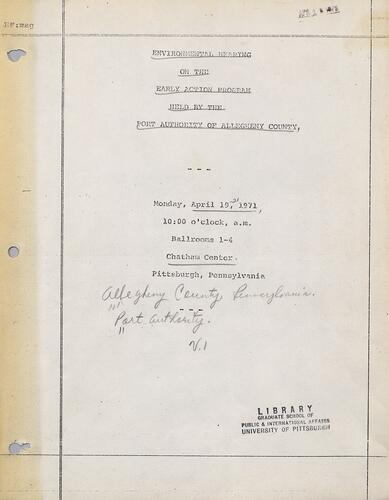 EF:mag
ENVIRONMENTAL HEARING
ON THE
EARLY ACTION PROGRAM
HELD BY THE
PORT AUTHORITY OF ALLEGHENY COUNTY,
- - -
Monday, April 19, 1971,
10:00 o'clock, a.m.
Ballrooms 1-4
Chatham Center.
Pittsburgh, Pennsylvania
- - -
Allegheny County, Pennsylvania.
" Port Authority.
"
V.1
LIBRARY
GRADUATE SCHOOL OF
PUBLIC & INTERNATIONAL AFFAIRS
UNIVERSITY OF PITTSBURGH